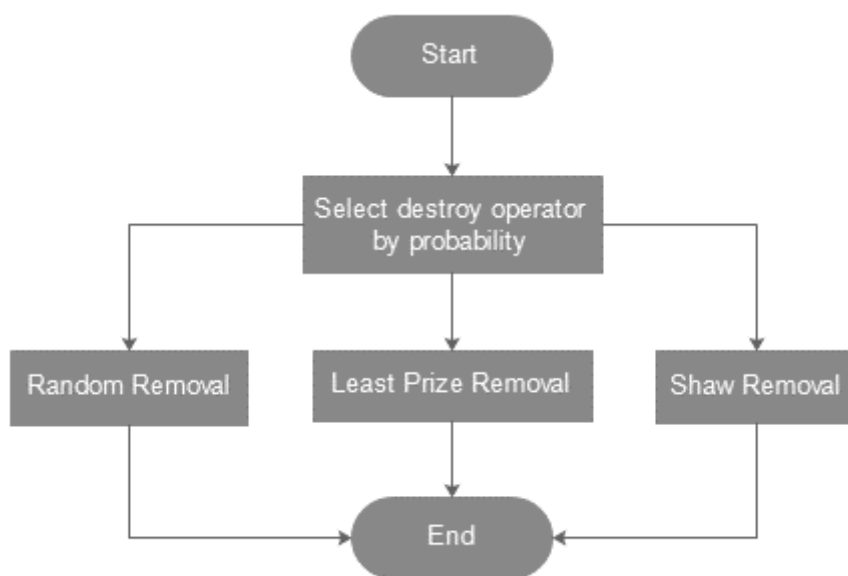 Start
Select destroy operator
by probability
Random Removal
Least Prize Removal
Shaw Removal
End